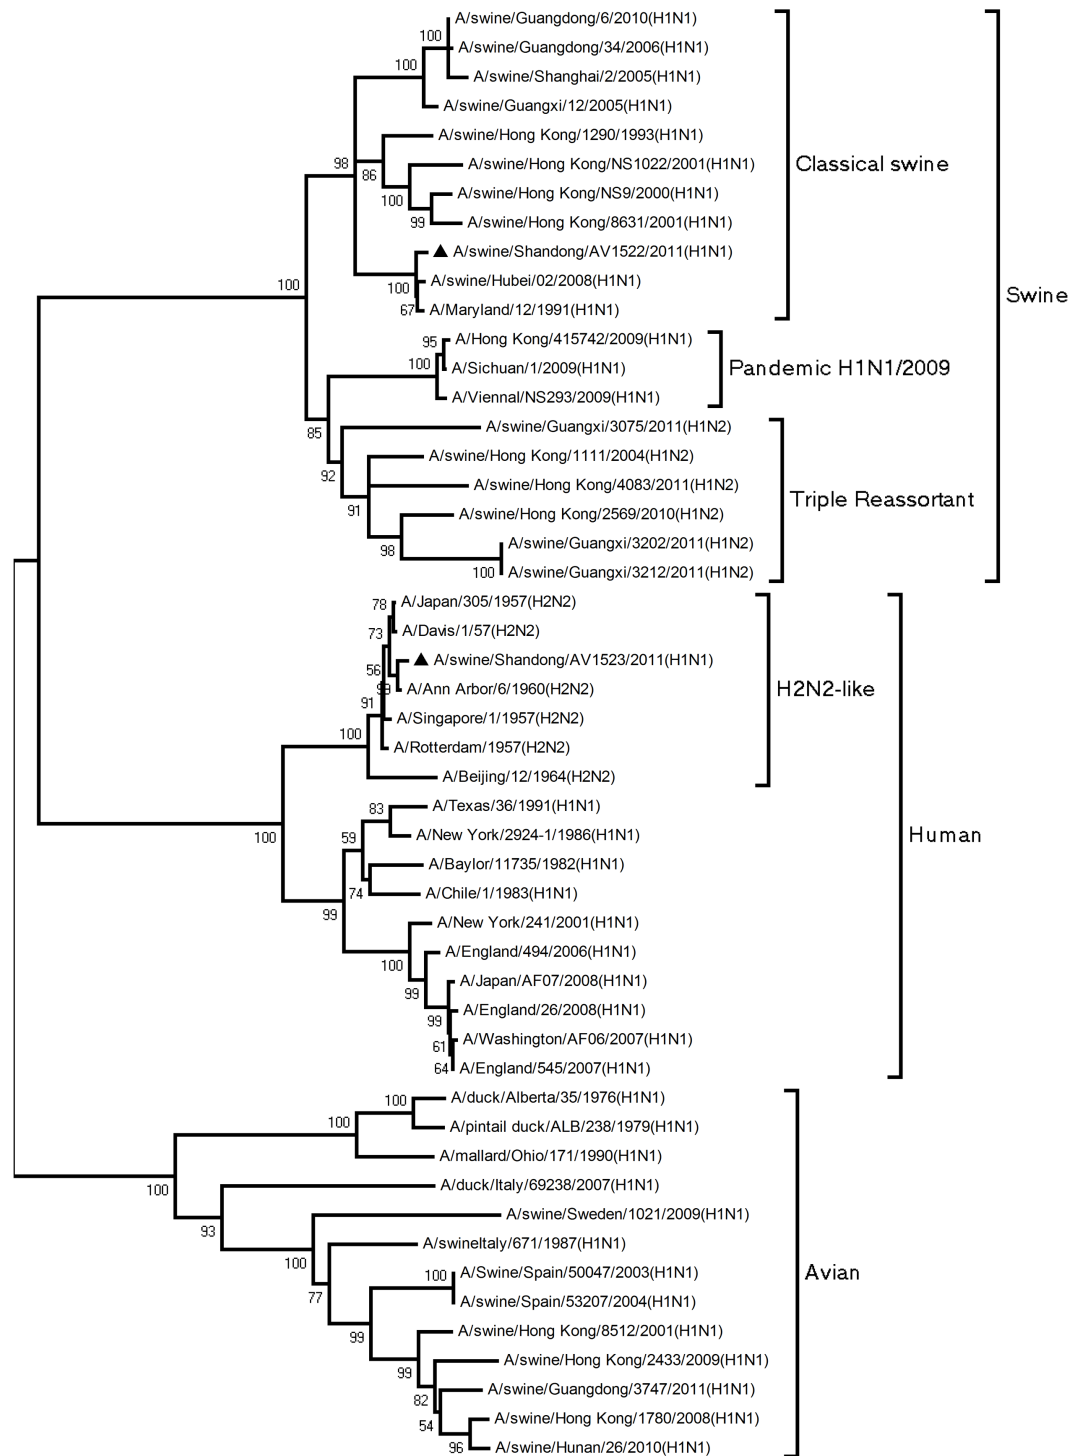 A/swine/Guangdong/6/2010(H1N1)
100
A/swine/Guangdong/34/2006(H1N1)
100
A/swine/Shanghai/2/2005(H1N1)
A/swine/Guangxi/12/2005(H1N1)
A/swine/Hong Kong/1290/1993(H1N1)
98
86
A/swine/Hong Kong/NS1022/2001(H1N1)
Classical swine
100
A/swine/Hong Kong/NS9/2000(H1N1)
99
A/swine/Hong Kong/8631/2001(H1N1)
A/swine/Shandong/AV1522/2011(H1N1)
100
100
A/swine/Hubei/02/2008(H1N1)
Swine
67
A/Maryland/12/1991(H1N1)
95
A/Hong Kong/415742/2009(H1N1)
100
A/Sichuan/1/2009(H1N1)
Pandemic H1N1/2009
A/Viennal/NS293/2009(H1N1)
85
A/swine/Guangxi/3075/2011(H1N2)
A/swine/Hong Kong/1111/2004(H1N2)
92
A/swine/Hong Kong/4083/2011(H1N2)
Triple Reassortant
91
A/swine/Hong Kong/2569/2010(H1N2)
98
A/swine/Guangxi/3202/2011(H1N2)
100
A/swine/Guangxi/3212/2011(H1N2)
78
A/Japan/305/1957(H2N2)
73
A/Davis/1/57(H2N2)
56
A/swine/Shandong/AV1523/2011(H1N1)
A/Ann Arbor/6/1960(H2N2)
H2N2-like
91
A/Singapore/1/1957(H2N2)
100
A/Rotterdam/1957(H2N2)
A/Beijing/12/1964(H2N2)
83
A/Texas/36/1991(H1N1)
100
59
A/New York/2924-1/1986(H1N1)
Human
A/Baylor/11735/1982(H1N1)
74
A/Chile/1/1983(H1N1)
99
A/New York/241/2001(H1N1)
A/England/494/2006(H1N1)
100
99
A/Japan/AF07/2008(H1N1)
A/England/26/2008(H1N1)
99
A/Washington/AF06/2007(H1N1)
61
64
A/England/545/2007(H1N1)
100
A/duck/Alberta/35/1976(H1N1)
100
A/pintail duck/ALB/238/1979(H1N1)
A/mallard/Ohio/171/1990(H1N1)
100
A/duck/Italy/69238/2007(H1N1)
93
A/swine/Sweden/1021/2009(H1N1)
A/swineItaly/671/1987(H1N1)
100
100
A/Swine/Spain/50047/2003(H1N1)
Avian
77
A/swine/Spain/53207/2004(H1N1)
99
A/swine/Hong Kong/8512/2001(H1N1)
A/swine/Hong Kong/2433/2009(H1N1)
99
A/swine/Guangdong/3747/2011(H1N1)
82
A/swine/Hong Kong/1780/2008(H1N1)
54
96
A/swine/Hunan/26/2010(H1N1)